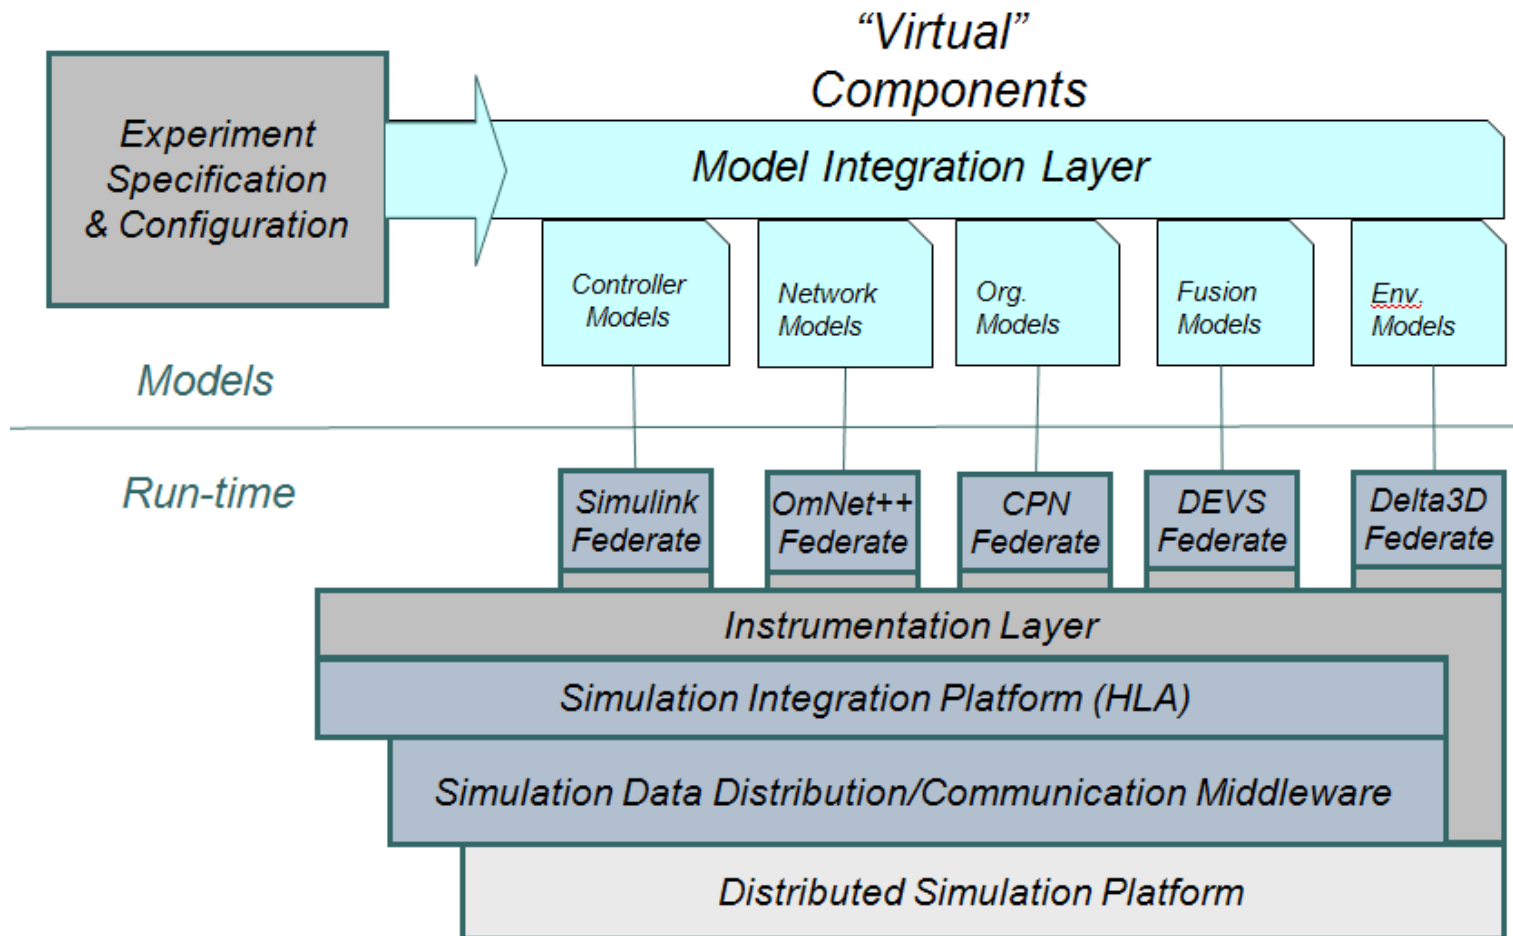 “Virtual”
Components
Experiment
Specification
& Configuration
Model Integration Layer
Controller
Models
Network
Models
Org.
Models
Fusion
Models
Env.
Models
Models
Run-time
Simulink
Federate
OmNet++
Federate
CPN
Federate
DEVS
Federate
Delta3D
Federate
Instrumentation Layer
Simulation Integration Platform (HLA)
Simulation Data Distribution/Communication Middleware
Distributed Simulation Platform